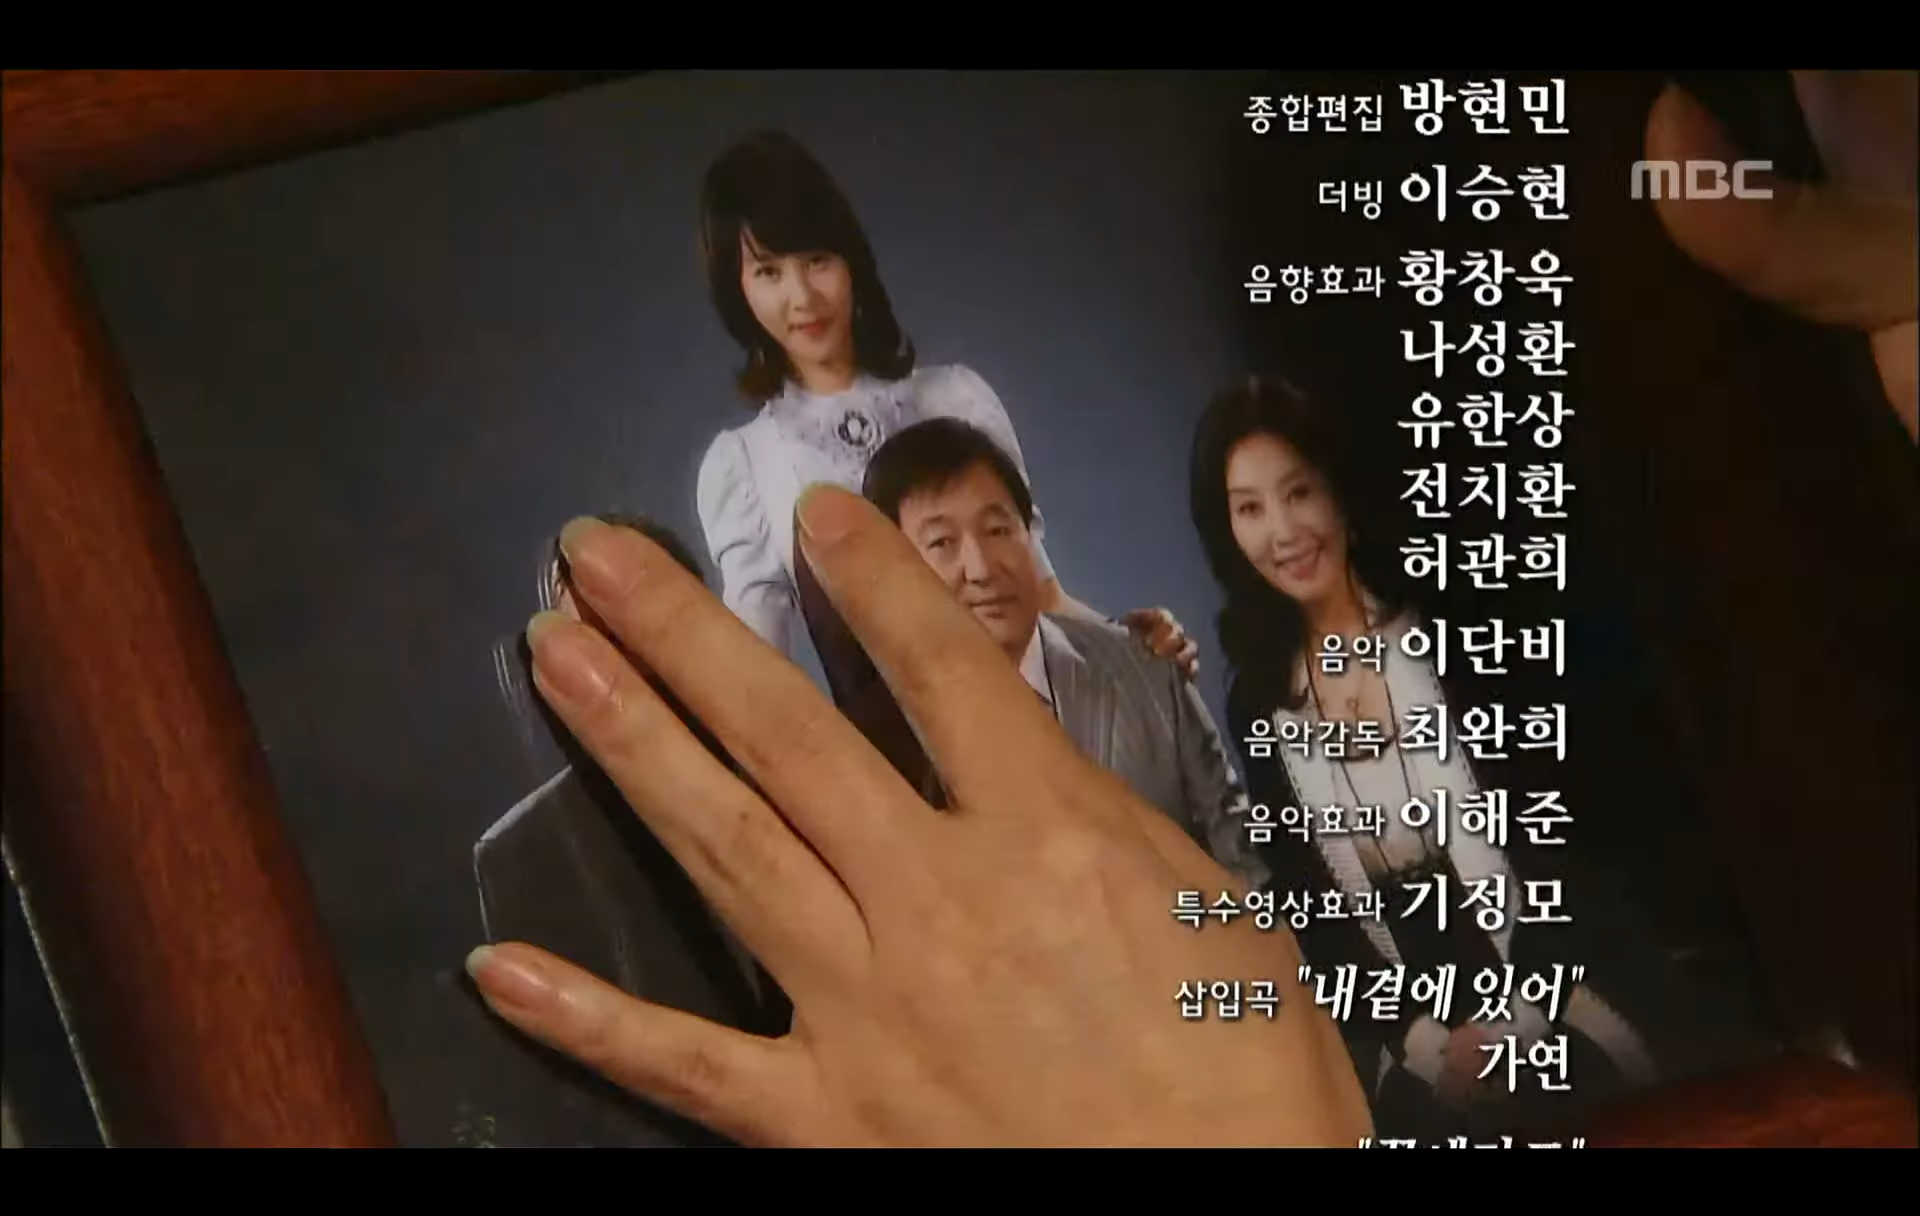 종합편집 방현민
MBC
더빙 이승현
음향효과 황창욱
나성환
유한상
전치환
허관희
음악 이단비
음악감독 최완희
음악효과 이해준
특수영상효과 기정모
삽입곡 "내곁에 있어"
가연